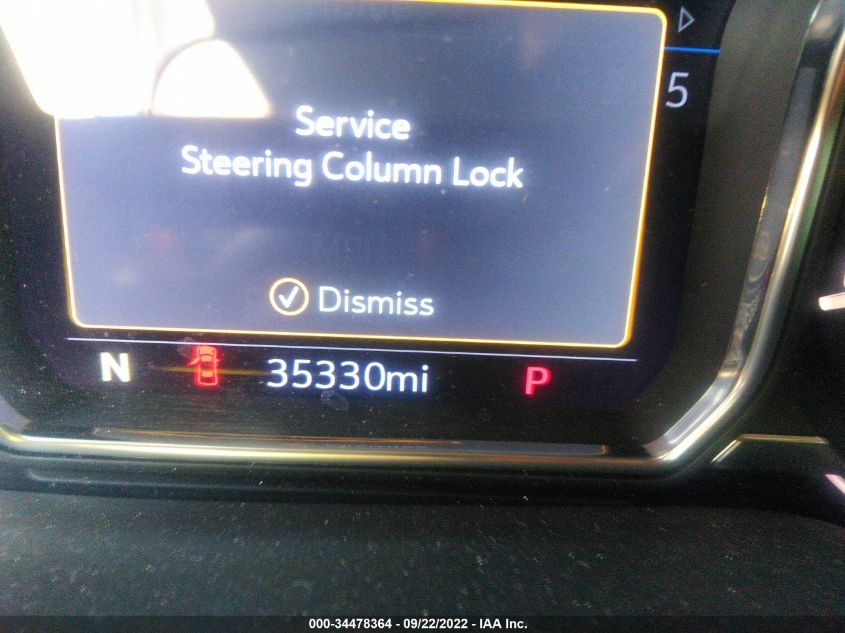 5
Service
Steering Column Lock
Dismiss
N 35330mi P
000-34478364 - 09/22/2022 - IAA Inc.